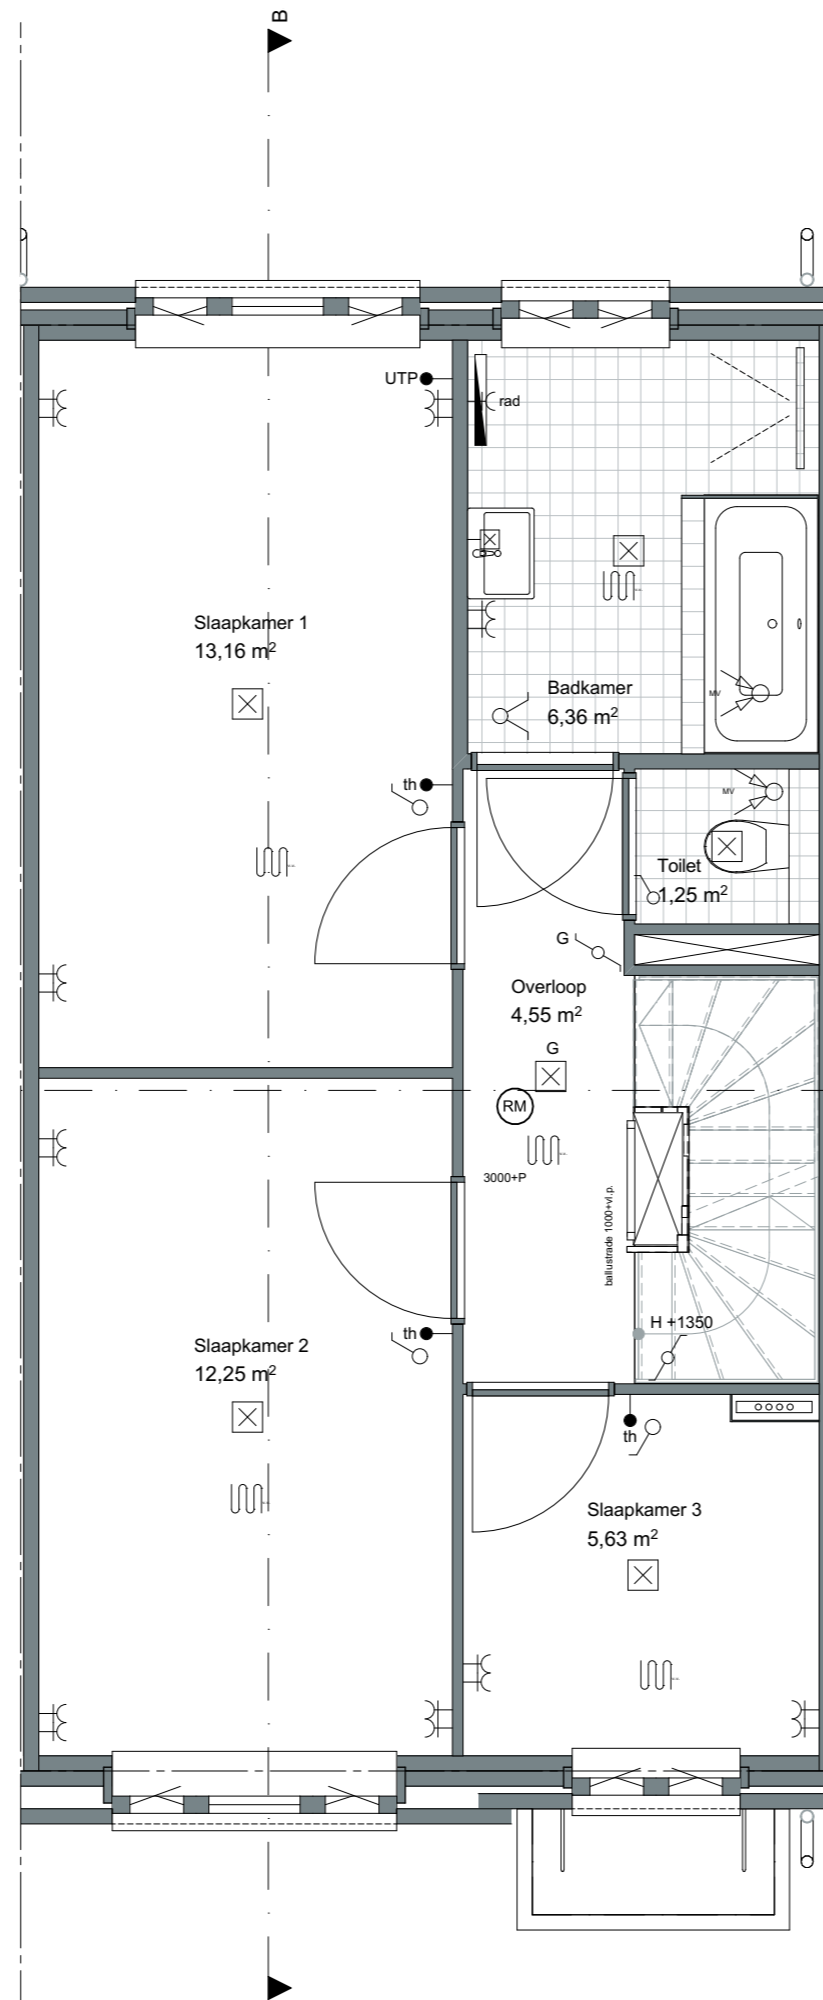 B
UTP
rad
Slaapkamer 1
13,16 m²
Badkamer
6,36 m²
MV
th
MV
Toilet
1,25 m²
G
Overloop
4,55 m²
G
RM
3000+P
ballustrade 1000+vl.p.
H +1350
th
Slaapkamer 2
12,25 m²
th
Slaapkamer 3
5,63 m²